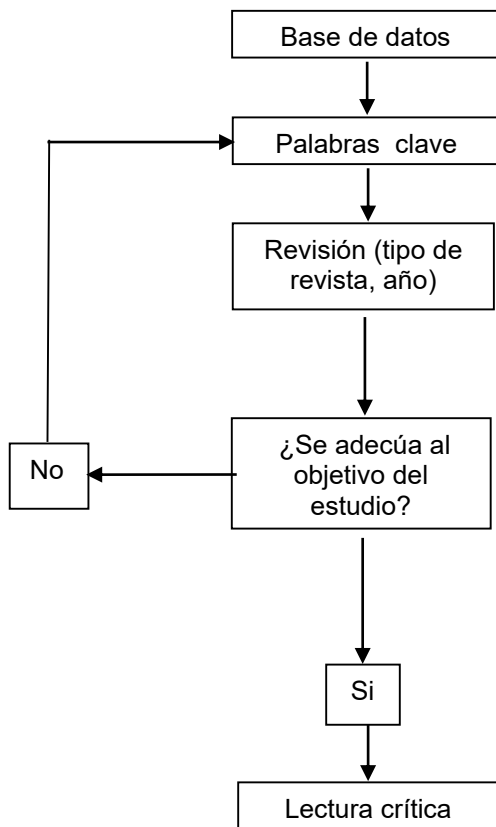 Base de datos
Palabras clave
Revisión (tipo de
revista, año)
¿Se adecúa al
objetivo del
estudio?
No
Si
Lectura crítica